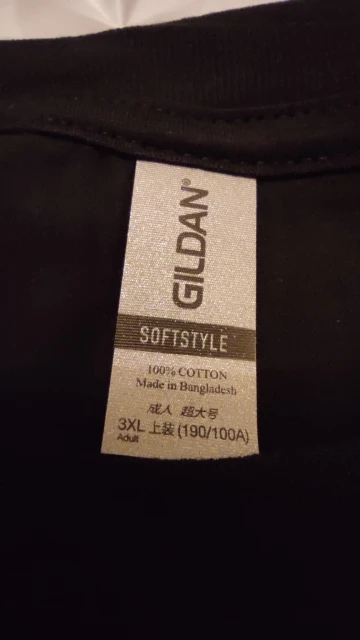 GILDAN®
SOFTSTYLE
100% COTTON
Made in Bangladesh
成人 超大号
3XL 上装 (190/100A)
Adult